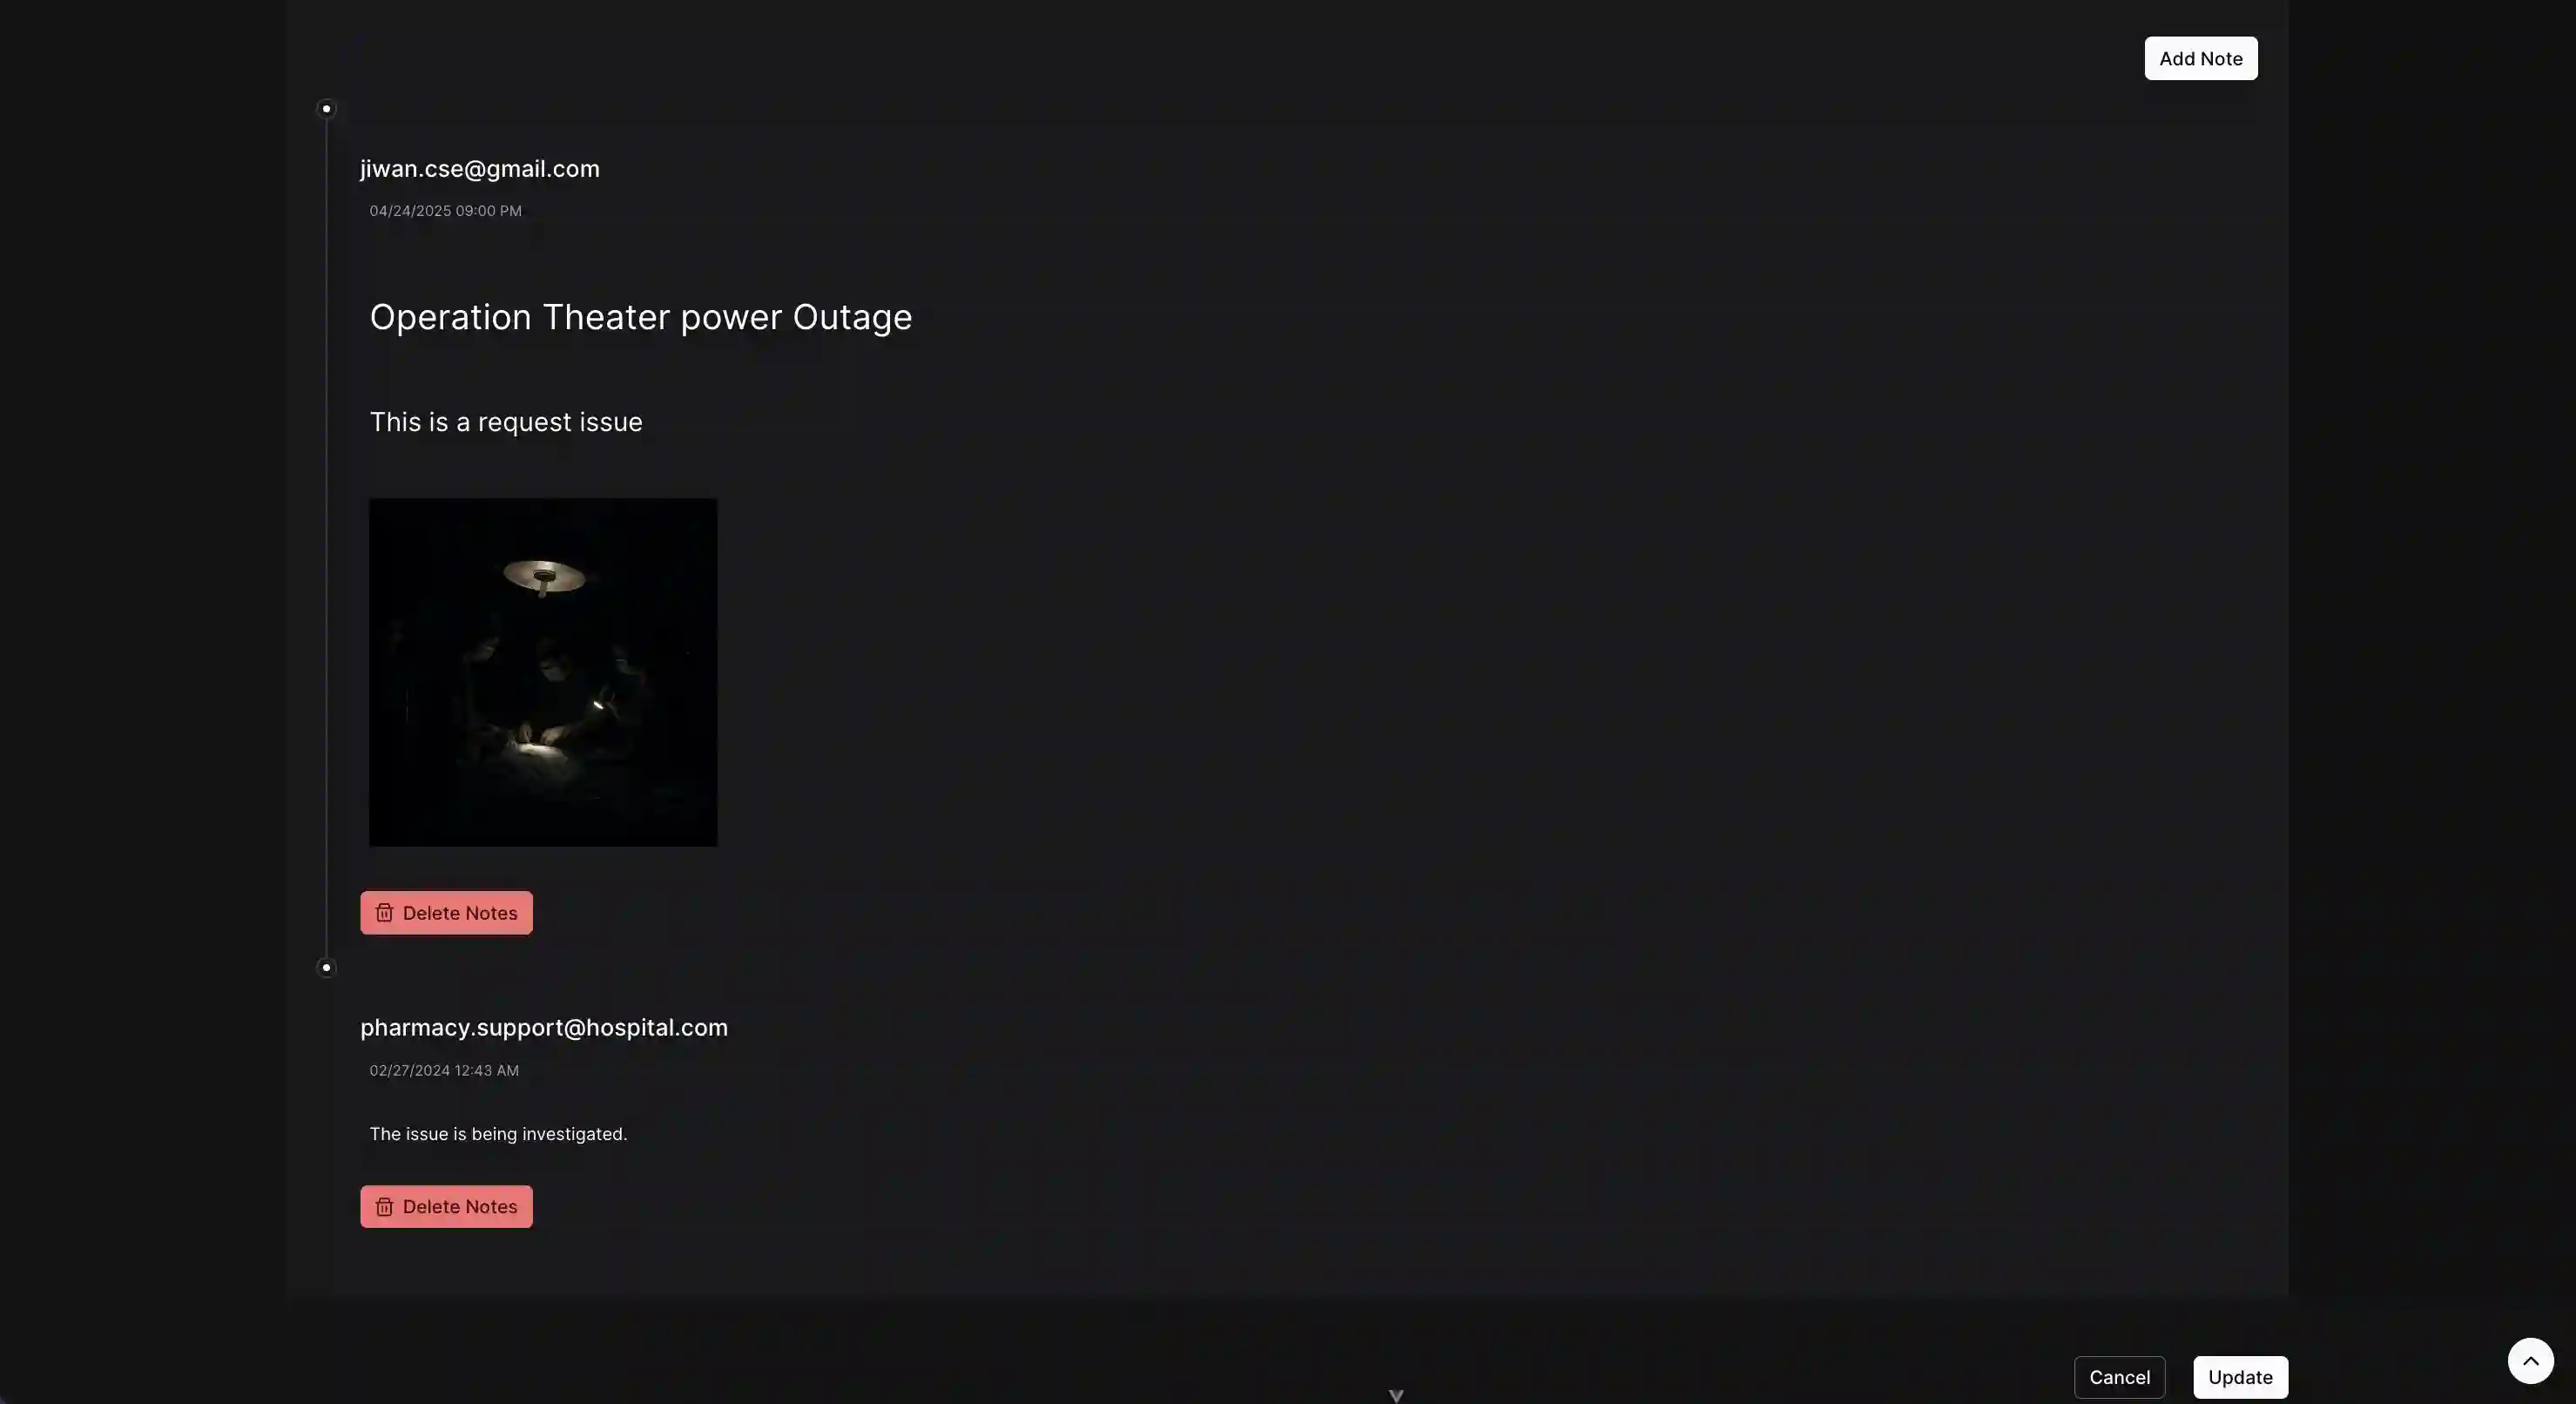 Add Note
jiwan.cse@gmail.com
04/24/2025 09:00 PM
Operation Theater power Outage
This is a request issue
Delete Notes
pharmacy.support@hospital.com
02/27/2024 12:43 AM
The issue is being investigated.
Delete Notes
Cancel
Update